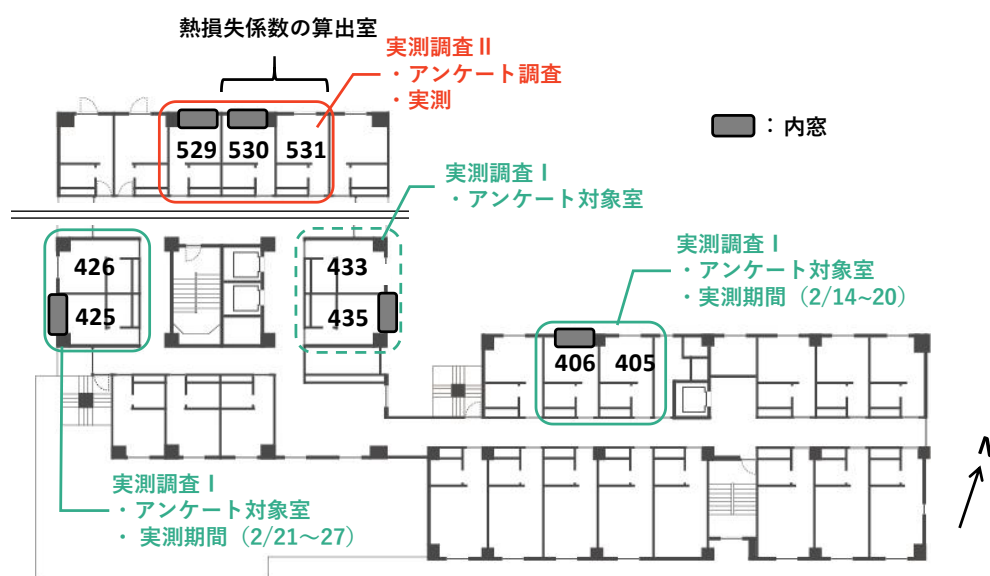 熱損失係数の算出室
実測調査Ⅱ
・アンケート調査
・実測
：内窓
529
530
531
実測調査Ⅰ
・アンケート対象室
426
425
433
435
実測調査Ⅰ
・アンケート対象室
・実測期間（2/14~20）
406
405
実測調査Ⅰ
・アンケート対象室
・ 実測期間（2/21～27）
N